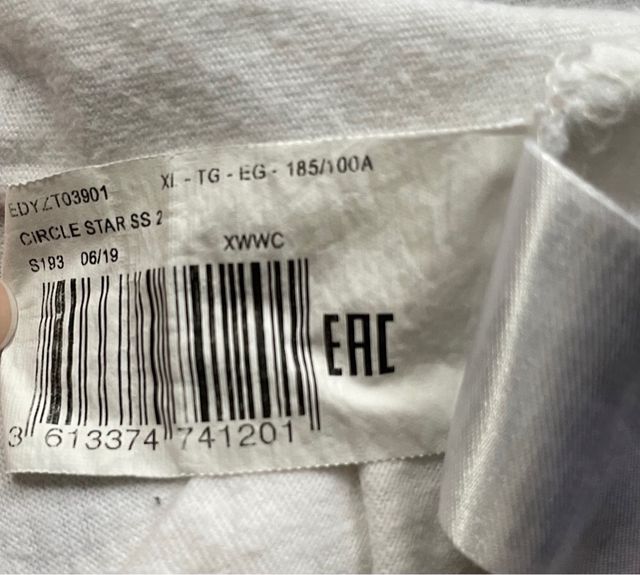 XL - TG - EG - 185/100A
EDYZT03901
CIRCLE STAR SS 2
XWWC
S193 06/19
EAC
3 613374 741201